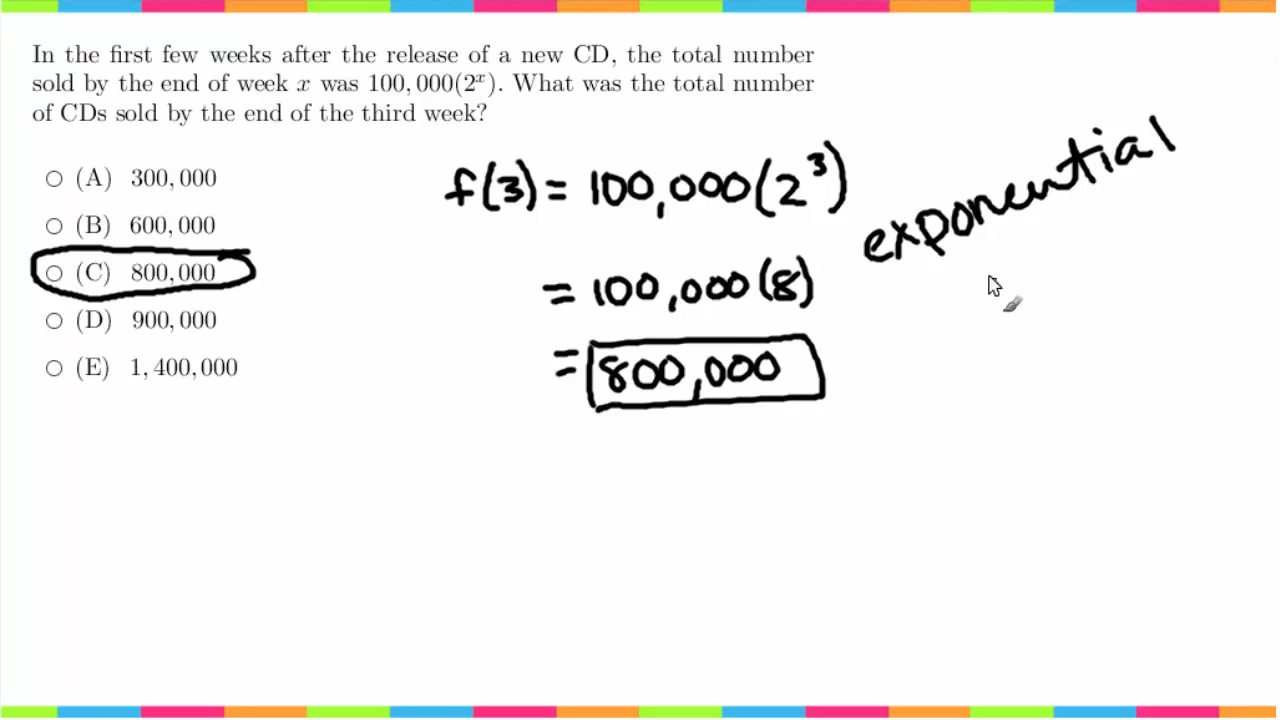 In the first few weeks after the release of a new CD, the total number
sold by the end of week x was 100,000(2ˣ). What was the total number
of CDs sold by the end of the third week?
(A) 300,000
(B) 600,000
(C) 800,000
(D) 900,000
(E) 1,400,000
f(3) = 100,000(2³)
= 100,000(8)
= 800,000
exponential